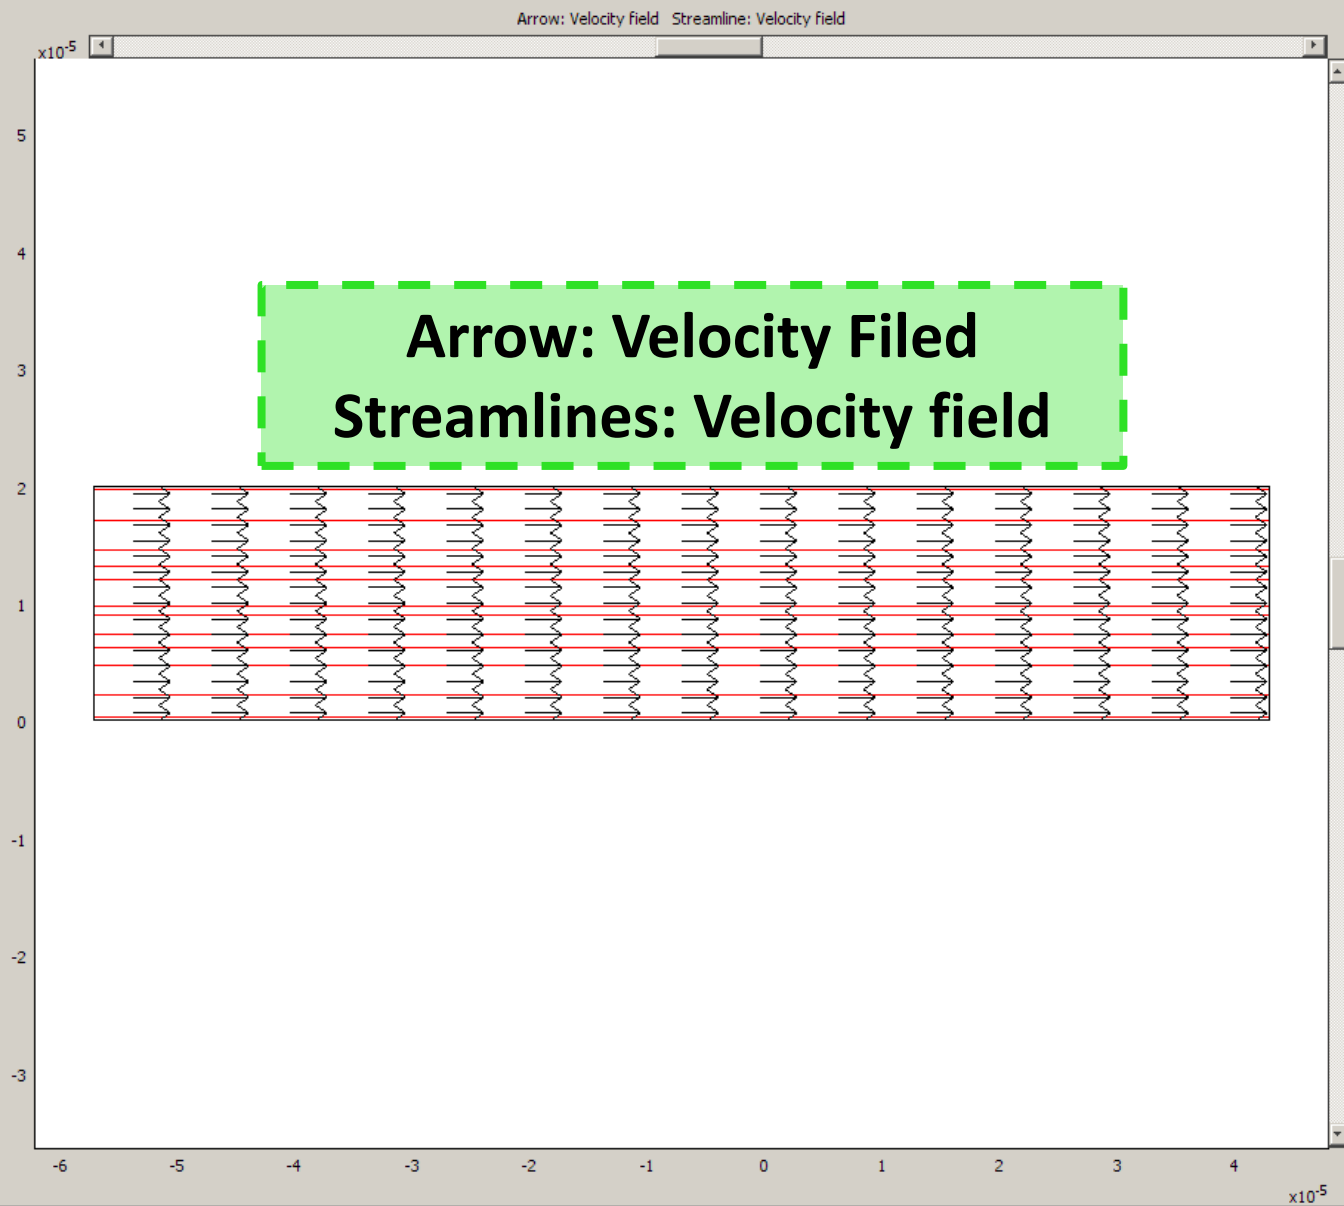 Arrow: Velocity field Streamline: Velocity field
x10-5
5
4
3
Arrow: Velocity Filed
Streamlines: Velocity field
2
1
0
-1
-2
-3
-6 -5 -4 -3 -2 -1 0 1 2 3 4
x10-5